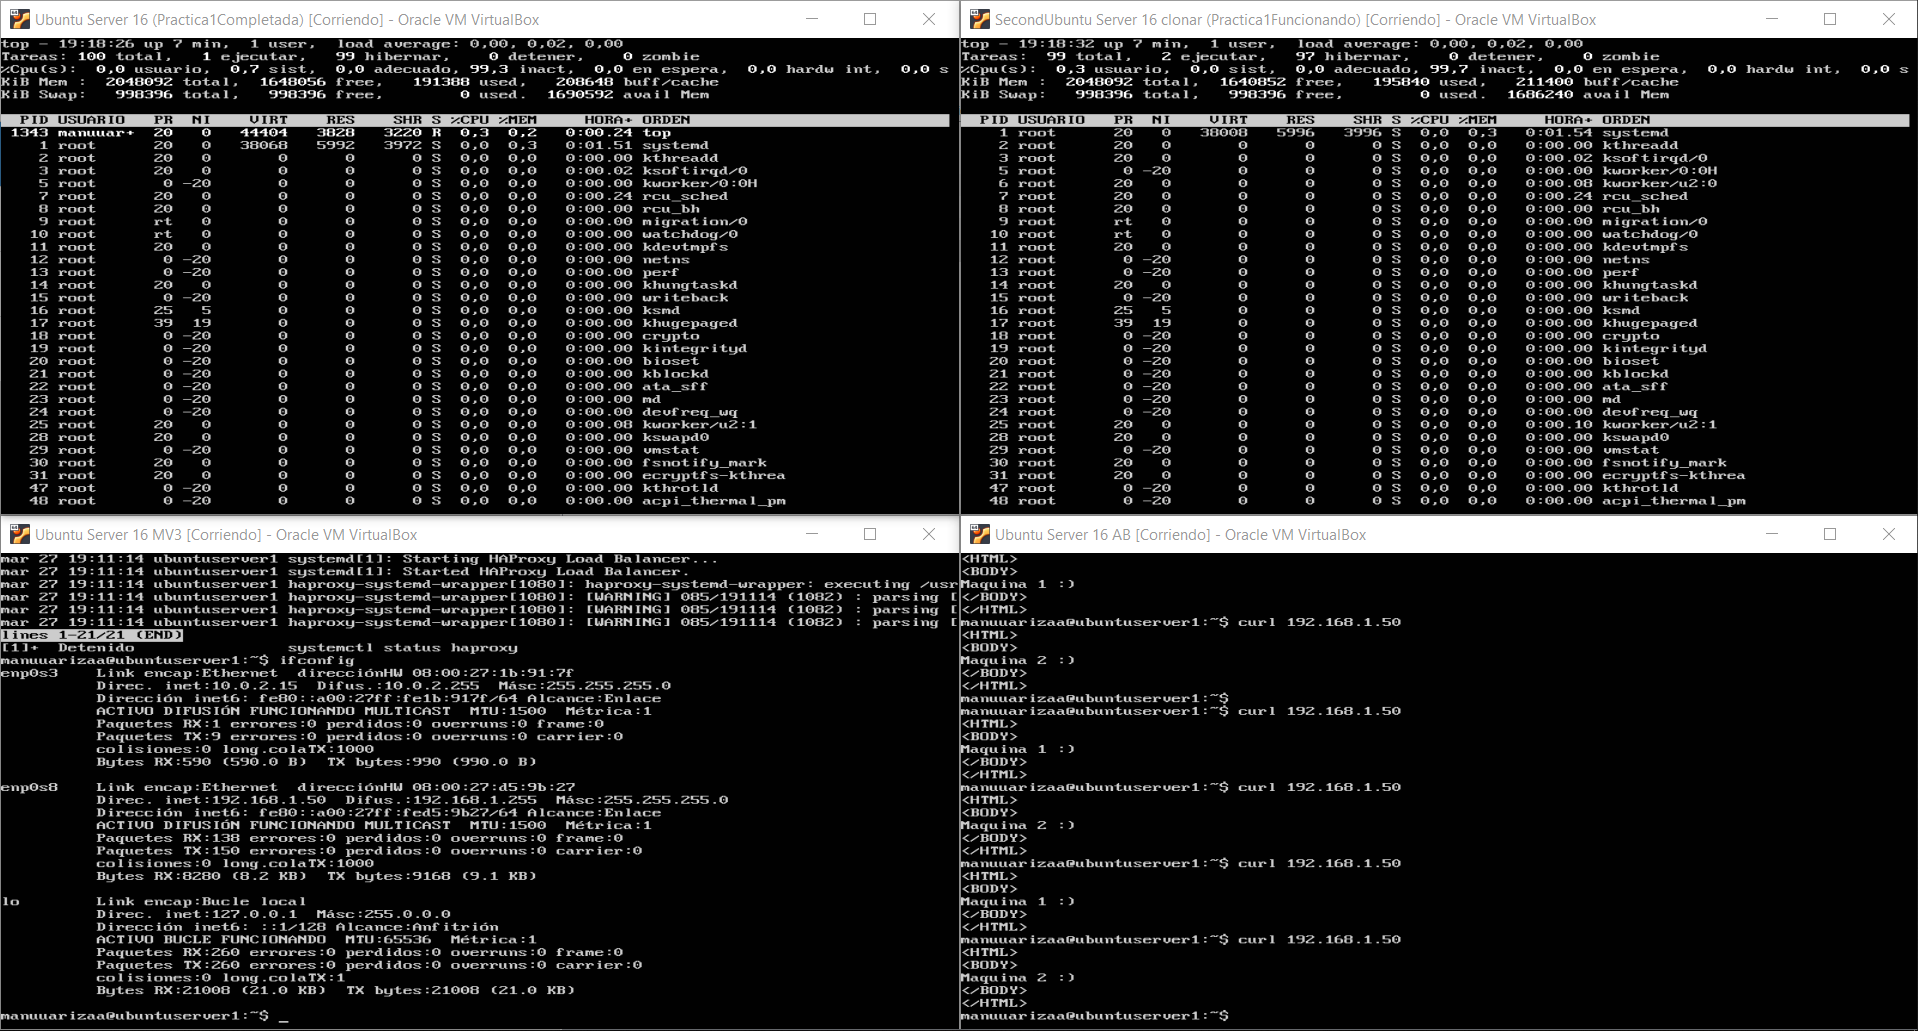 Ubuntu Server 16 (Practica1Completada) [Corriendo] - Oracle VM VirtualBox
top - 19:18:26 up 7 min,  1 user,  load average: 0,00, 0,02, 0,00
Tareas: 100 total,   1 ejecutar,   99 hibernar,    0 detener,    0 zombie
%Cpu(s):  0,0 usuario,  0,7 sist,  0,0 adecuado, 99,3 inact,  0,0 en espera,  0,0 hardw int,  0,0 s
KiB Mem :  2048092 total,  1648056 free,   191388 used,   208648 buff/cache
KiB Swap:   998396 total,   998396 free,        0 used.  1690592 avail Mem
PID USUARIO PR NI VIRT RES SHR S %CPU %MEM HORA+ ORDEN
1343 manuuar+ 20 0 44404 3828 3220 R 0,3 0,2 0:00.24 top
1 root 20 0 38068 5992 3972 S 0,0 0,3 0:01.51 systemd
2 root 20 0 0 0 0 S 0,0 0,0 0:00.00 kthreadd
3 root 20 0 0 0 0 S 0,0 0,0 0:00.02 ksoftirqd/0
5 root 0 -20 0 0 0 S 0,0 0,0 0:00.00 kworker/0:0H
7 root 20 0 0 0 0 S 0,0 0,0 0:00.24 rcu_sched
8 root 20 0 0 0 0 S 0,0 0,0 0:00.00 rcu_bh
9 root rt 0 0 0 0 S 0,0 0,0 0:00.00 migration/0
10 root rt 0 0 0 0 S 0,0 0,0 0:00.00 watchdog/0
11 root 20 0 0 0 0 S 0,0 0,0 0:00.00 kdevtmpfs
12 root 0 -20 0 0 0 S 0,0 0,0 0:00.00 netns
13 root 0 -20 0 0 0 S 0,0 0,0 0:00.00 perf
14 root 20 0 0 0 0 S 0,0 0,0 0:00.00 khungtaskd
15 root 0 -20 0 0 0 S 0,0 0,0 0:00.00 writeback
16 root 25 5 0 0 0 S 0,0 0,0 0:00.00 ksmd
17 root 39 19 0 0 0 S 0,0 0,0 0:00.00 khugepaged
18 root 0 -20 0 0 0 S 0,0 0,0 0:00.00 crypto
19 root 0 -20 0 0 0 S 0,0 0,0 0:00.00 kintegrityd
20 root 0 -20 0 0 0 S 0,0 0,0 0:00.00 bioset
21 root 0 -20 0 0 0 S 0,0 0,0 0:00.00 kblockd
22 root 0 -20 0 0 0 S 0,0 0,0 0:00.00 ata_sff
23 root 0 -20 0 0 0 S 0,0 0,0 0:00.00 md
24 root 0 -20 0 0 0 S 0,0 0,0 0:00.00 devfreq_wq
25 root 20 0 0 0 0 S 0,0 0,0 0:00.08 kworker/u2:1
28 root 20 0 0 0 0 S 0,0 0,0 0:00.00 kswapd0
29 root 0 -20 0 0 0 S 0,0 0,0 0:00.00 vmstat
30 root 20 0 0 0 0 S 0,0 0,0 0:00.00 fsnotify_mark
31 root 20 0 0 0 0 S 0,0 0,0 0:00.00 ecryptfs-kthrea
47 root 0 -20 0 0 0 S 0,0 0,0 0:00.00 kthrotld
48 root 0 -20 0 0 0 S 0,0 0,0 0:00.00 acpi_thermal_pm
SecondUbuntu Server 16 clonar (Practica1Funcionando) [Corriendo] - Oracle VM VirtualBox
top - 19:18:32 up 7 min,  1 user,  load average: 0,00, 0,02, 0,00
Tareas:  99 total,   2 ejecutar,   97 hibernar,    0 detener,    0 zombie
%Cpu(s):  0,3 usuario,  0,0 sist,  0,0 adecuado, 99,7 inact,  0,0 en espera,  0,0 hardw int,  0,0 s
KiB Mem :  2048092 total,  1640852 free,   195840 used,   211400 buff/cache
KiB Swap:   998396 total,   998396 free,        0 used.  1686240 avail Mem
PID USUARIO PR NI VIRT RES SHR S %CPU %MEM HORA+ ORDEN
1 root 20 0 38008 5996 3996 S 0,0 0,3 0:01.54 systemd
2 root 20 0 0 0 0 S 0,0 0,0 0:00.00 kthreadd
3 root 20 0 0 0 0 S 0,0 0,0 0:00.02 ksoftirqd/0
5 root 0 -20 0 0 0 S 0,0 0,0 0:00.00 kworker/0:0H
6 root 20 0 0 0 0 S 0,0 0,0 0:00.08 kworker/u2:0
7 root 20 0 0 0 0 S 0,0 0,0 0:00.24 rcu_sched
8 root 20 0 0 0 0 S 0,0 0,0 0:00.00 rcu_bh
9 root rt 0 0 0 0 S 0,0 0,0 0:00.00 migration/0
10 root rt 0 0 0 0 S 0,0 0,0 0:00.00 watchdog/0
11 root 20 0 0 0 0 S 0,0 0,0 0:00.00 kdevtmpfs
12 root 0 -20 0 0 0 S 0,0 0,0 0:00.00 netns
13 root 0 -20 0 0 0 S 0,0 0,0 0:00.00 perf
14 root 20 0 0 0 0 S 0,0 0,0 0:00.00 khungtaskd
15 root 0 -20 0 0 0 S 0,0 0,0 0:00.00 writeback
16 root 25 5 0 0 0 S 0,0 0,0 0:00.00 ksmd
17 root 39 19 0 0 0 S 0,0 0,0 0:00.00 khugepaged
18 root 0 -20 0 0 0 S 0,0 0,0 0:00.00 crypto
19 root 0 -20 0 0 0 S 0,0 0,0 0:00.00 kintegrityd
20 root 0 -20 0 0 0 S 0,0 0,0 0:00.00 bioset
21 root 0 -20 0 0 0 S 0,0 0,0 0:00.00 kblockd
22 root 0 -20 0 0 0 S 0,0 0,0 0:00.00 ata_sff
23 root 0 -20 0 0 0 S 0,0 0,0 0:00.00 md
24 root 0 -20 0 0 0 S 0,0 0,0 0:00.00 devfreq_wq
25 root 20 0 0 0 0 S 0,0 0,0 0:00.10 kworker/u2:1
28 root 20 0 0 0 0 S 0,0 0,0 0:00.00 kswapd0
29 root 0 -20 0 0 0 S 0,0 0,0 0:00.00 vmstat
30 root 20 0 0 0 0 S 0,0 0,0 0:00.00 fsnotify_mark
31 root 20 0 0 0 0 S 0,0 0,0 0:00.00 ecryptfs-kthrea
47 root 0 -20 0 0 0 S 0,0 0,0 0:00.00 kthrotld
48 root 0 -20 0 0 0 S 0,0 0,0 0:00.00 acpi_thermal_pm
Ubuntu Server 16 MV3 [Corriendo] - Oracle VM VirtualBox
mar 27 19:11:14 ubuntuserver1 systemd[1]: Starting HAProxy Load Balancer...
mar 27 19:11:14 ubuntuserver1 systemd[1]: Started HAProxy Load Balancer.
mar 27 19:11:14 ubuntuserver1 haproxy-systemd-wrapper[1080]: haproxy-systemd-wrapper: executing /usr
mar 27 19:11:14 ubuntuserver1 haproxy-systemd-wrapper[1080]: [WARNING] 085/191114 (1082) : parsing [
mar 27 19:11:14 ubuntuserver1 haproxy-systemd-wrapper[1080]: [WARNING] 085/191114 (1082) : parsing [
mar 27 19:11:14 ubuntuserver1 haproxy-systemd-wrapper[1080]: [WARNING] 085/191114 (1082) : parsing [
lines 1-21/21 (END)
[1]+  Detenido                systemctl status haproxy
manuuarizaa@ubuntuserver1:~$ ifconfig
enp0s3    Link encap:Ethernet  direcciónHW 08:00:27:1b:91:7f
Direc. inet:10.0.2.15  Difus.:10.0.2.255  Másc:255.255.255.0
Dirección inet6: fe80::a00:27ff:fe1b:917f/64 Alcance:Enlace
ACTIVO DIFUSIÓN FUNCIONANDO MULTICAST  MTU:1500  Métrica:1
Paquetes RX:1 errores:0 perdidos:0 overruns:0 frame:0
Paquetes TX:9 errores:0 perdidos:0 overruns:0 carrier:0
colisiones:0 long.colaTX:1000
Bytes RX:590 (590.0 B)  TX bytes:990 (990.0 B)
enp0s8    Link encap:Ethernet  direcciónHW 08:00:27:d5:9b:27
Direc. inet:192.168.1.50  Difus.:192.168.1.255  Másc:255.255.255.0
Dirección inet6: fe80::a00:27ff:fed5:9b27/64 Alcance:Enlace
ACTIVO DIFUSIÓN FUNCIONANDO MULTICAST  MTU:1500  Métrica:1
Paquetes RX:138 errores:0 perdidos:0 overruns:0 frame:0
Paquetes TX:150 errores:0 perdidos:0 overruns:0 carrier:0
colisiones:0 long.colaTX:1000
Bytes RX:8280 (8.2 KB)  TX bytes:9168 (9.1 KB)
lo        Link encap:Bucle local
Direc. inet:127.0.0.1  Másc:255.0.0.0
Dirección inet6: ::1/128 Alcance:Anfitrión
ACTIVO BUCLE FUNCIONANDO  MTU:65536  Métrica:1
Paquetes RX:260 errores:0 perdidos:0 overruns:0 frame:0
Paquetes TX:260 errores:0 perdidos:0 overruns:0 carrier:0
colisiones:0 long.colaTX:1
Bytes RX:21008 (21.0 KB)  TX bytes:21008 (21.0 KB)
manuuarizaa@ubuntuserver1:~$ _
Ubuntu Server 16 AB [Corriendo] - Oracle VM VirtualBox
<HTML>
<BODY>
Maquina 1 :)
</BODY>
</HTML>
manuuarizaa@ubuntuserver1:~$ curl 192.168.1.50
<HTML>
<BODY>
Maquina 2 :)
</BODY>
</HTML>
manuuarizaa@ubuntuserver1:~$
manuuarizaa@ubuntuserver1:~$ curl 192.168.1.50
<HTML>
<BODY>
Maquina 1 :)
</BODY>
</HTML>
manuuarizaa@ubuntuserver1:~$ curl 192.168.1.50
<HTML>
<BODY>
Maquina 2 :)
</BODY>
</HTML>
manuuarizaa@ubuntuserver1:~$ curl 192.168.1.50
<HTML>
<BODY>
Maquina 1 :)
</BODY>
</HTML>
manuuarizaa@ubuntuserver1:~$ curl 192.168.1.50
<HTML>
<BODY>
Maquina 2 :)
</BODY>
</HTML>
manuuarizaa@ubuntuserver1:~$